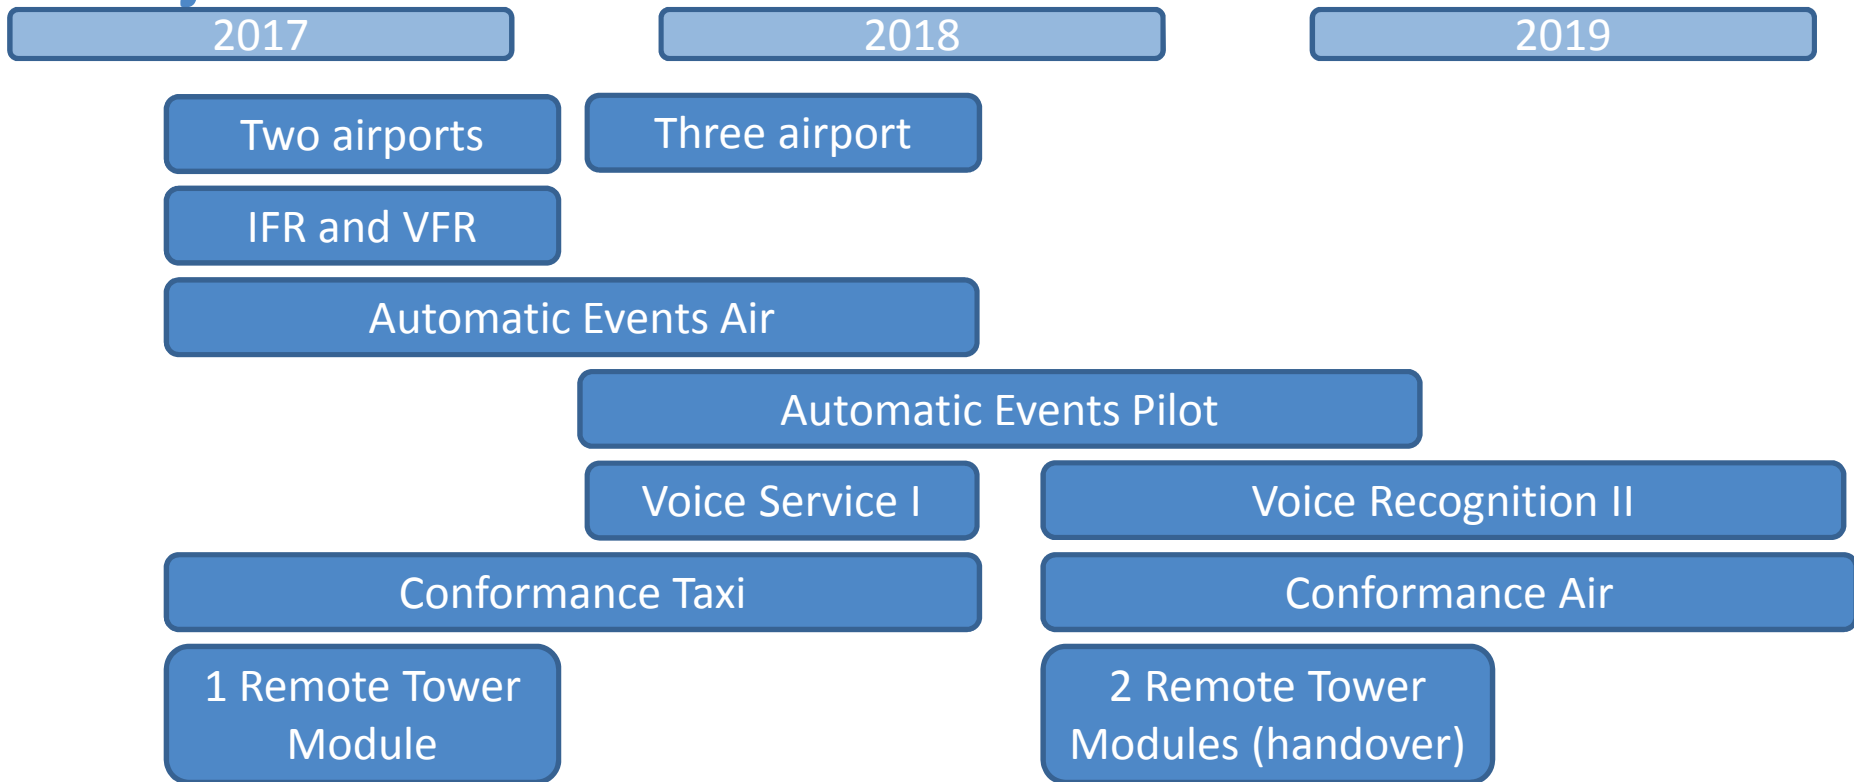 2017 2018 2019
Two airports Three airport
IFR and VFR
Automatic Events Air
Automatic Events Pilot
Voice Service I Voice Recognition II
Conformance Taxi Conformance Air
1 Remote Tower
Module
2 Remote Tower
Modules (handover)